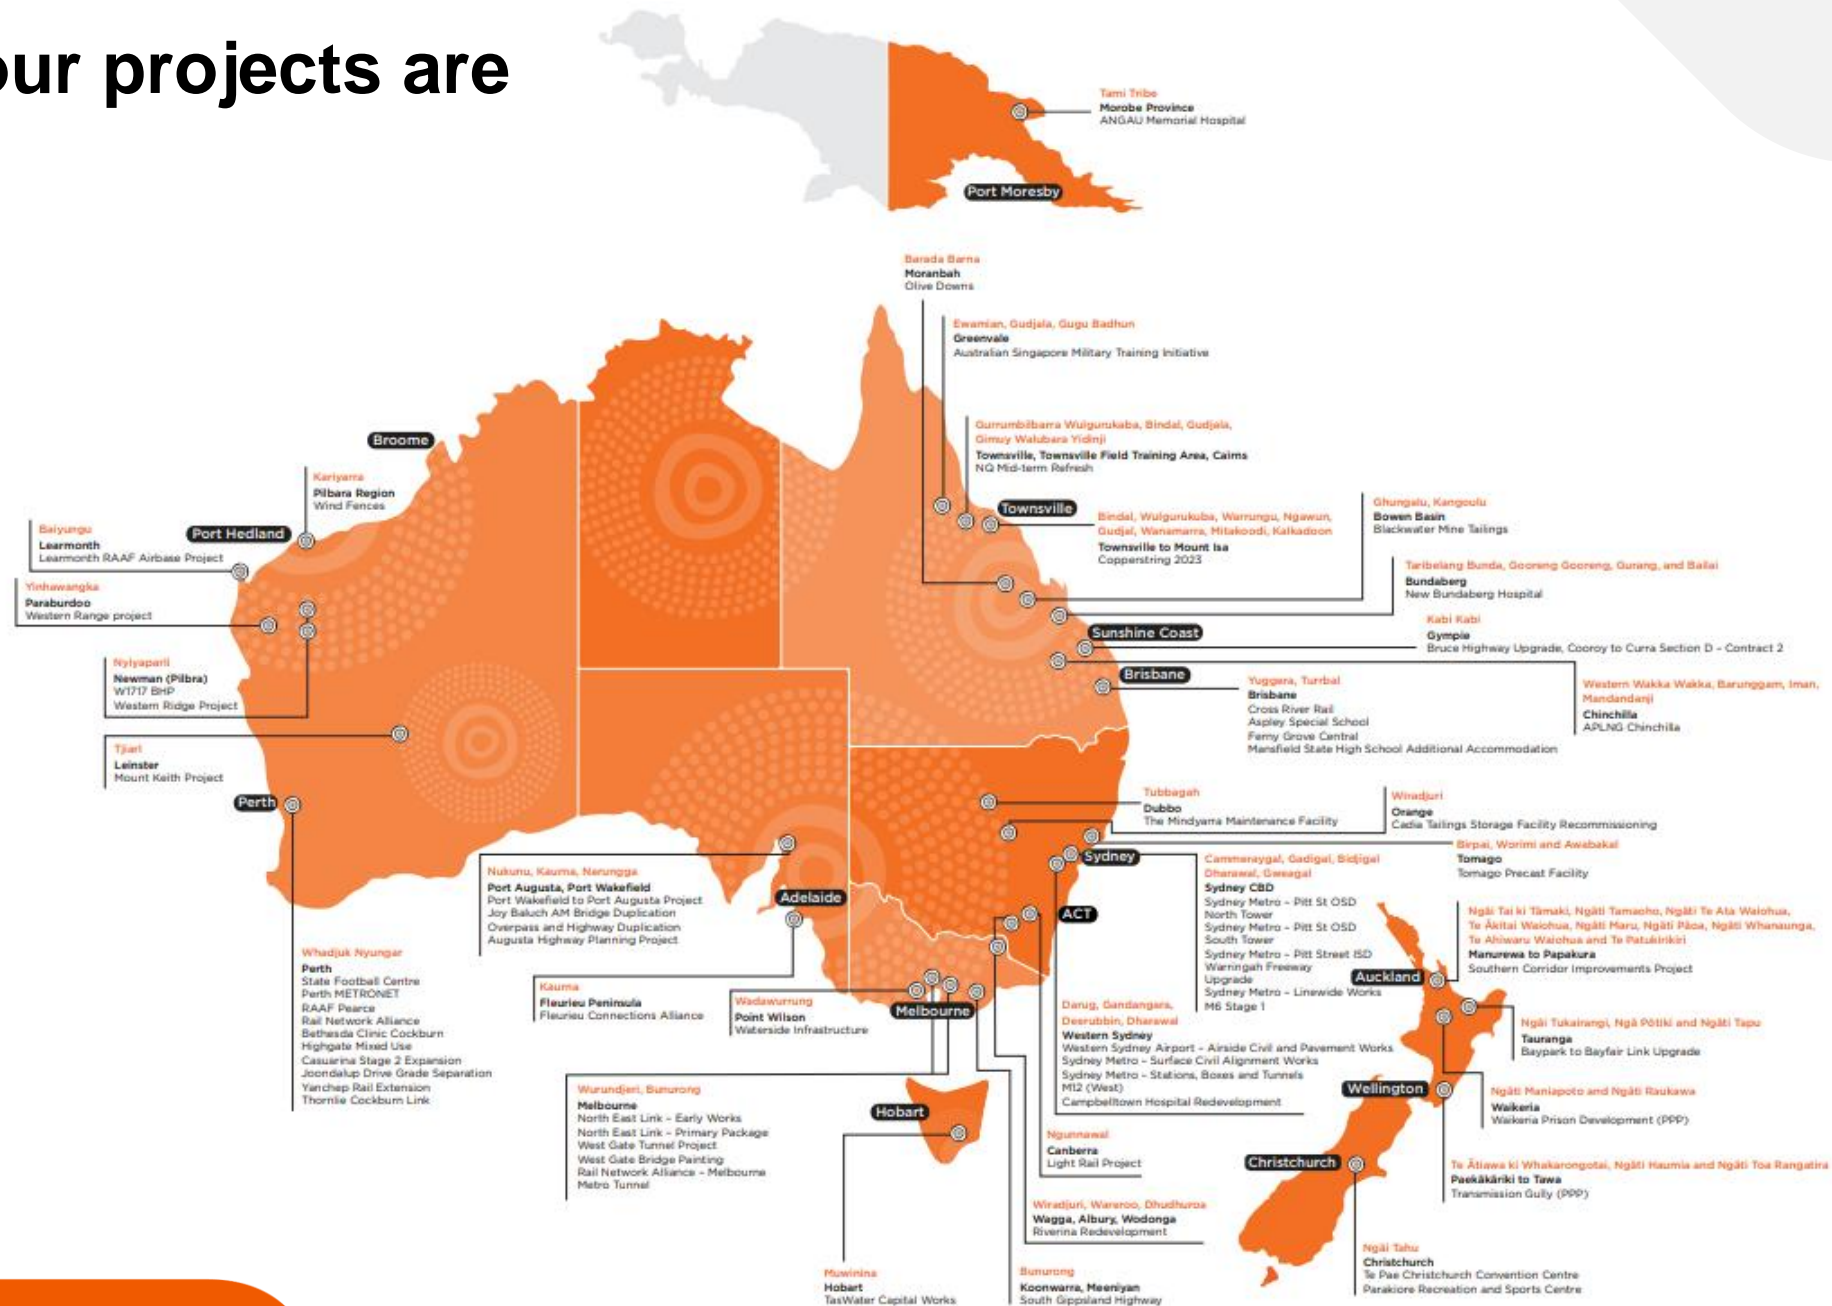 our projects are
Tami Tribe
Morobe Province
ANGAU Memorial Hospital
Port Moresby
Barada Barna
Moranbah
Olive Downs
Ewamian, Gudjala, Gugu Badhun
Greenvale
Australian Singapore Military Training Initiative
Gurrumbilbarra Wulgurukaba, Bindal, Gudjala,
Gimuy Walubara Yidinji
Townsville, Townsville Field Training Area, Cairns
NQ Mid-term Refresh
Broome
Kariyarra
Pilbara Region
Wind Fences
Port Hedland
Baiyungu
Learmonth
Learmonth RAAF Airbase Project
Yinhawangka
Paraburdoo
Western Range project
Nyiyaparli
Newman (Pilbra)
W1717 BHP
Western Ridge Project
Tjiarl
Leinster
Mount Keith Project
Perth
Whadjuk Nyungar
Perth
State Football Centre
Perth METRONET
RAAF Pearce
Rail Network Alliance
Bethesda Clinic Cockburn
Highgate Mixed Use
Casuarina Stage 2 Expansion
Joondalup Drive Grade Separation
Yanchep Rail Extension
Thornlie Cockburn Link
Townsville
Bindal, Wulgurukuba, Warrungu, Ngawun,
Gudjal, Wanamarra, Mitakoodi, Kalkadoon
Townsville to Mount Isa
Copperstring 2023
Ghungalu, Kangoulu
Bowen Basin
Blackwater Mine Tailings
Taribelang Bunda, Gooreng Gooreng, Gurang, and Bailai
Bundaberg
New Bundaberg Hospital
Sunshine Coast
Kabi Kabi
Gympie
Bruce Highway Upgrade, Cooroy to Curra Section D – Contract 2
Brisbane
Yuggera, Turrbal
Brisbane
Cross River Rail
Aspley Special School
Ferny Grove Central
Mansfield State High School Additional Accommodation
Western Wakka Wakka, Barunggam, Iman,
Mandandanji
Chinchilla
APLNG Chinchilla
Tubbagah
Dubbo
The Mindyarra Maintenance Facility
Wiradjuri
Orange
Cadia Tailings Storage Facility Recommissioning
Birpai, Worimi and Awabakal
Tomago
Tomago Precast Facility
Sydney
Cammeraygal, Gadigal, Bidjigal
Dharawal, Gweagal
Sydney CBD
Sydney Metro – Pitt St OSD
North Tower
Sydney Metro – Pitt St OSD
South Tower
Sydney Metro – Pitt Street ISD
Warringah Freeway
Upgrade
Sydney Metro – Linewide Works
M6 Stage 1
Nukunu, Kaurna, Narungga
Port Augusta, Port Wakefield
Port Wakefield to Port Augusta Project
Joy Baluch AM Bridge Duplication
Overpass and Highway Duplication
Augusta Highway Planning Project
Adelaide
ACT
Kaurna
Fleurieu Peninsula
Fleurieu Connections Alliance
Wadawurrung
Point Wilson
Waterside Infrastructure
Melbourne
Wurundjeri, Bunurong
Melbourne
North East Link – Early Works
North East Link – Primary Package
West Gate Tunnel Project
West Gate Bridge Painting
Rail Network Alliance – Melbourne
Metro Tunnel
Darug, Gandangara,
Deerubbin, Dharawal
Western Sydney
Western Sydney Airport – Airside Civil and Pavement Works
Sydney Metro – Surface Civil Alignment Works
Sydney Metro – Stations, Boxes and Tunnels
M12 (West)
Campbelltown Hospital Redevelopment
Ngunnawal
Canberra
Light Rail Project
Wiradjuri, Wareroo, Dhudhuroa
Wagga, Albury, Wodonga
Riverina Redevelopment
Bunurong
Koonwarra, Meeniyan
South Gippsland Highway
Hobart
Muwinina
Hobart
TasWater Capital Works
Ngāi Tai ki Tāmaki, Ngāti Tamaoho, Ngāti Te Ata Waiohua,
Te Ākitai Waiohua, Ngāti Maru, Ngāti Pāoa, Ngāti Whanaunga,
Te Ahiwaru Waiohua and Te Patukirikiri
Manurewa to Papakura
Southern Corridor Improvements Project
Auckland
Ngāi Tukairangi, Ngā Pōtiki and Ngāti Tapu
Tauranga
Baypark to Bayfair Link Upgrade
Wellington
Ngāti Maniapoto and Ngāti Raukawa
Waikeria
Waikeria Prison Development (PPP)
Te Ātiawa ki Whakarongotai, Ngāti Haumia and Ngāti Toa Rangatira
Paekākāriki to Tawa
Transmission Gully (PPP)
Christchurch
Ngāi Tahu
Christchurch
Te Pae Christchurch Convention Centre
Parakiore Recreation and Sports Centre